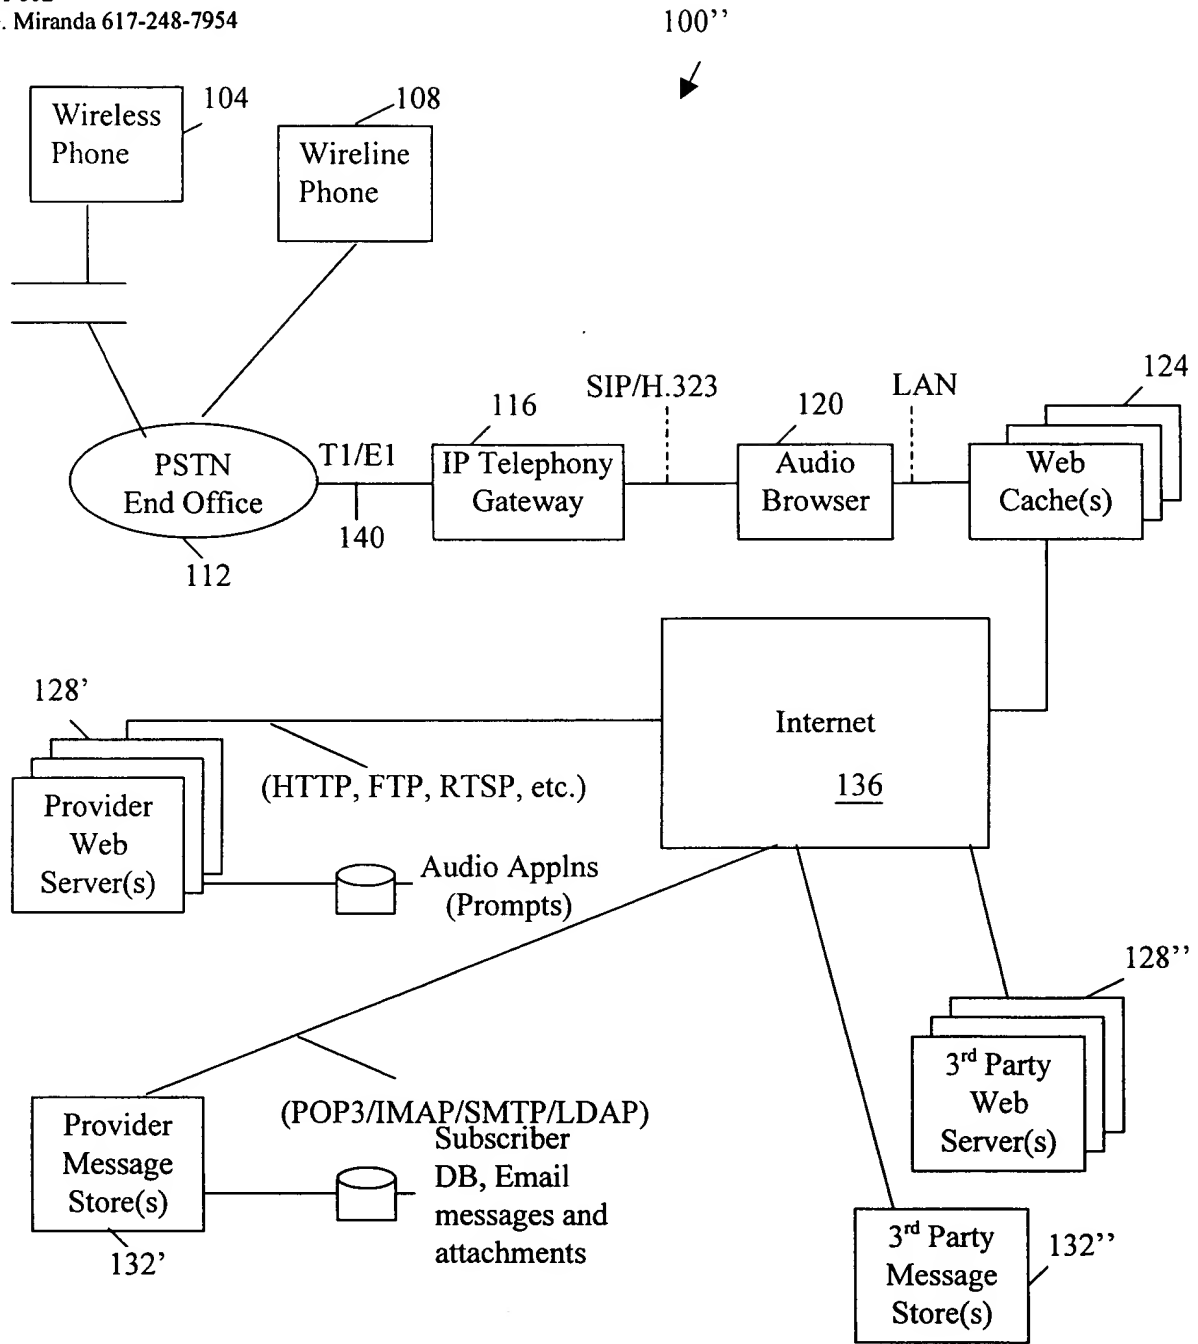 . Miranda 617-248-7954
100’’
Wireless
Phone
104
Wireline
Phone
108
PSTN
End Office
112
T1/E1
140
116
IP Telephony
Gateway
SIP/H.323
120
Audio
Browser
LAN
124
Web
Cache(s)
Internet
136
128’
Provider
Web
Server(s)
(HTTP, FTP, RTSP, etc.)
Audio Applns
(Prompts)
128’’
3rd Party
Web
Server(s)
(POP3/IMAP/SMTP/LDAP)
Provider
Message
Store(s)
132’
Subscriber
DB, Email
messages and
attachments
3rd Party
Message
Store(s)
132’’